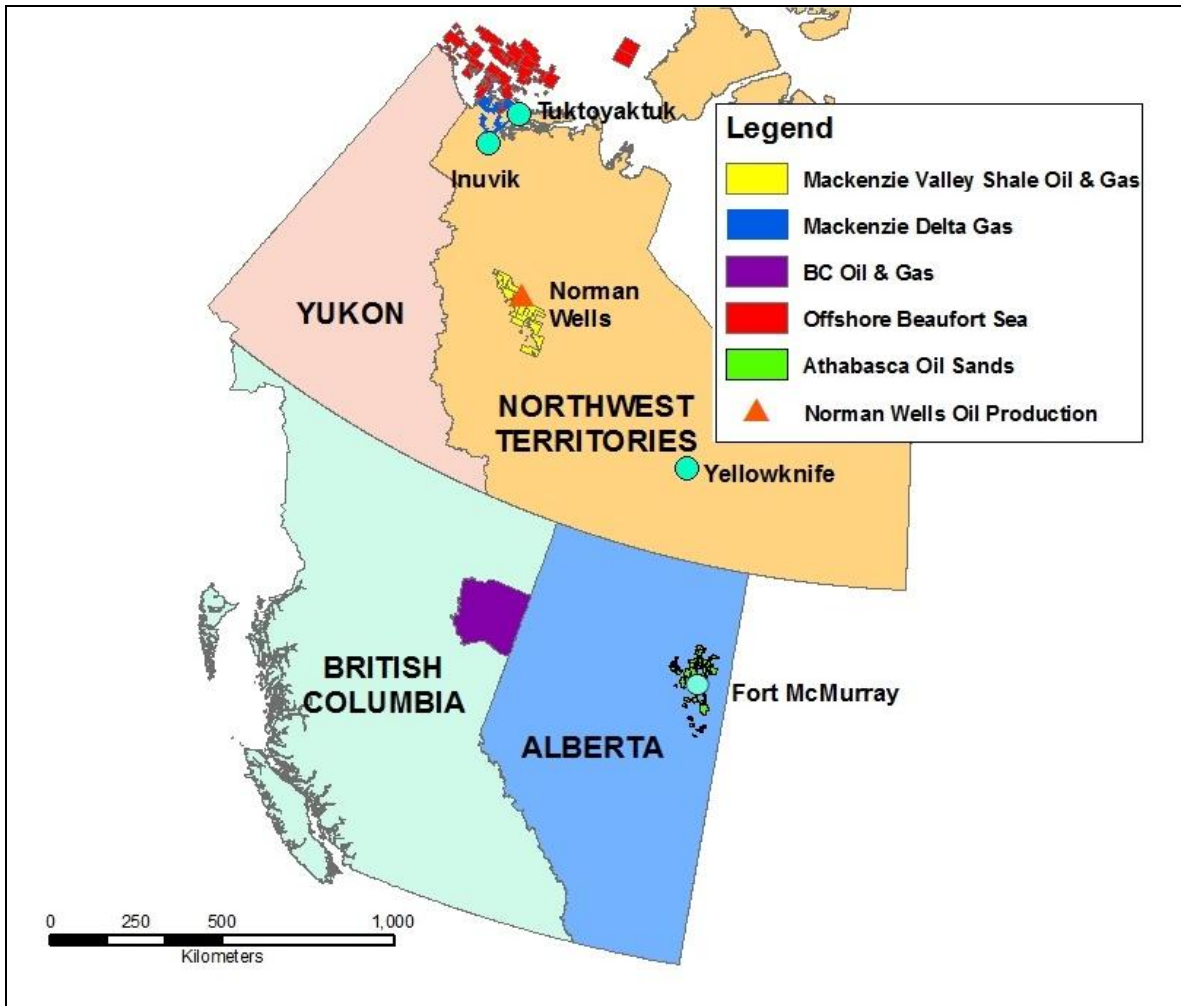 Tuktoyaktuk
Inuvik
Legend
Mackenzie Valley Shale Oil & Gas
Mackenzie Delta Gas
BC Oil & Gas
Offshore Beaufort Sea
Athabasca Oil Sands
Norman Wells Oil Production
YUKON
Norman
Wells
NORTHWEST
TERRITORIES
Yellowknife
BRITISH
COLUMBIA
ALBERTA
Fort McMurray
0 250 500 1,000
Kilometers